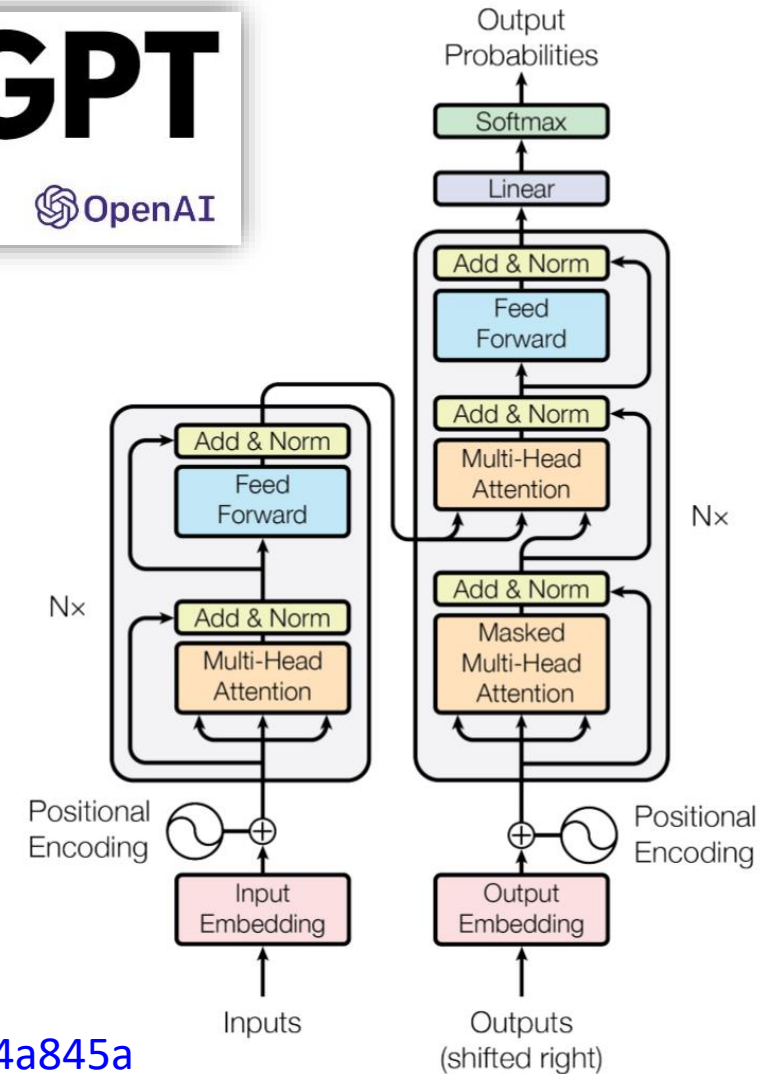 GPT
OpenAI
Output
Probabilities
Softmax
Linear
Add & Norm
Feed
Forward
Add & Norm
Multi-Head
Attention
Nx
Add & Norm
Masked
Multi-Head
Attention
Add & Norm
Feed
Forward
Nx
Add & Norm
Multi-Head
Attention
Positional
Encoding
Positional
Encoding
Input
Embedding
Output
Embedding
Inputs
Outputs
(shifted right)
4a845a